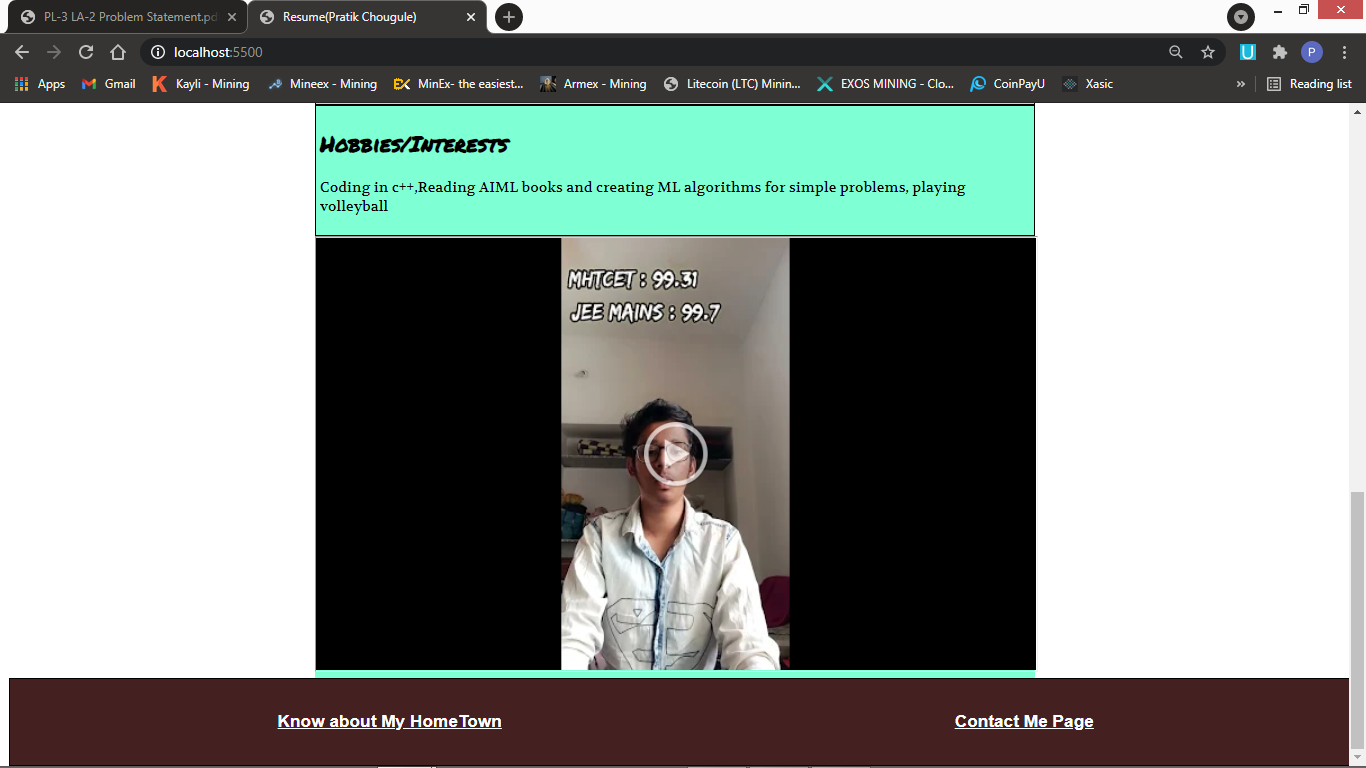 PL-3 LA-2 Problem Statement.pd
Resume(Pratik Chougule)
localhost:5500
P
Apps
Gmail
Kayli - Mining
Mineex - Mining
MinEx- the easiest...
Armex - Mining
Litecoin (LTC) Minin...
EXOS MINING - Clo...
CoinPayU
Xasic
»
Reading list
Hobbies/Interests
Coding in c++,Reading AIML books and creating ML algorithms for simple problems, playing
volleyball
MHTCET : 99.31
JEE MAINS : 99.7
Know about My HomeTown
Contact Me Page